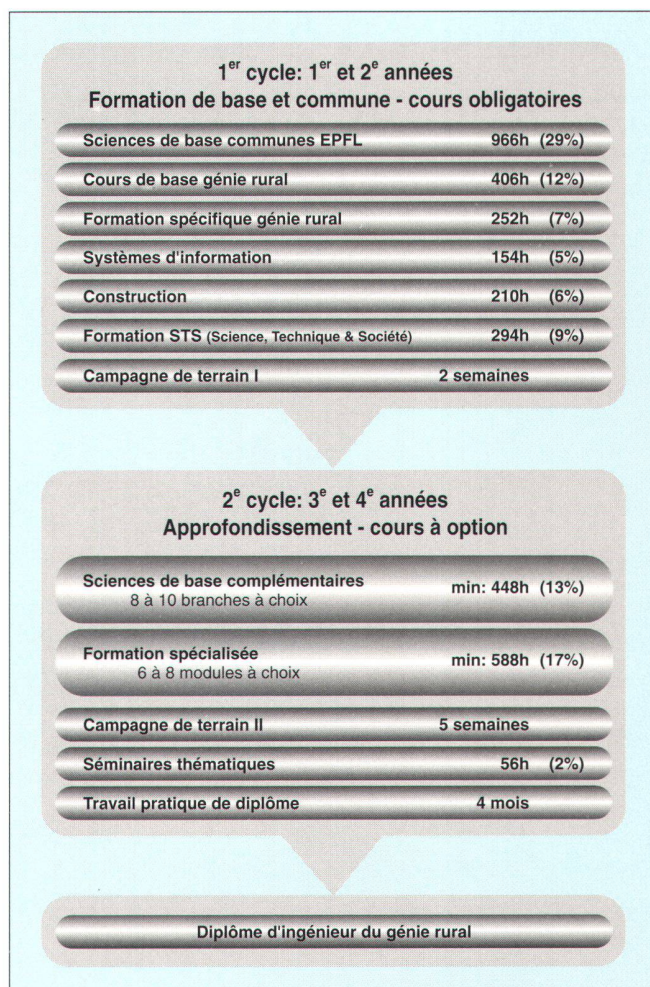 1er cycle: 1er et 2e années
Formation de base et commune - cours obligatoires
Sciences de base communes EPFL 966h (29%)
Cours de base génie rural 406h (12%)
Formation spécifique génie rural 252h (7%)
Systèmes d'information 154h (5%)
Construction 210h (6%)
Formation STS (Science, Technique & Société) 294h (9%)
Campagne de terrain I 2 semaines
2e cycle: 3e et 4e années
Approfondissement - cours à option
Sciences de base complémentaires min: 448h (13%)
8 à 10 branches à choix
Formation spécialisée min: 588h (17%)
6 à 8 modules à choix
Campagne de terrain II 5 semaines
Séminaires thématiques 56h (2%)
Travail pratique de diplôme 4 mois
Diplôme d'ingénieur du génie rural